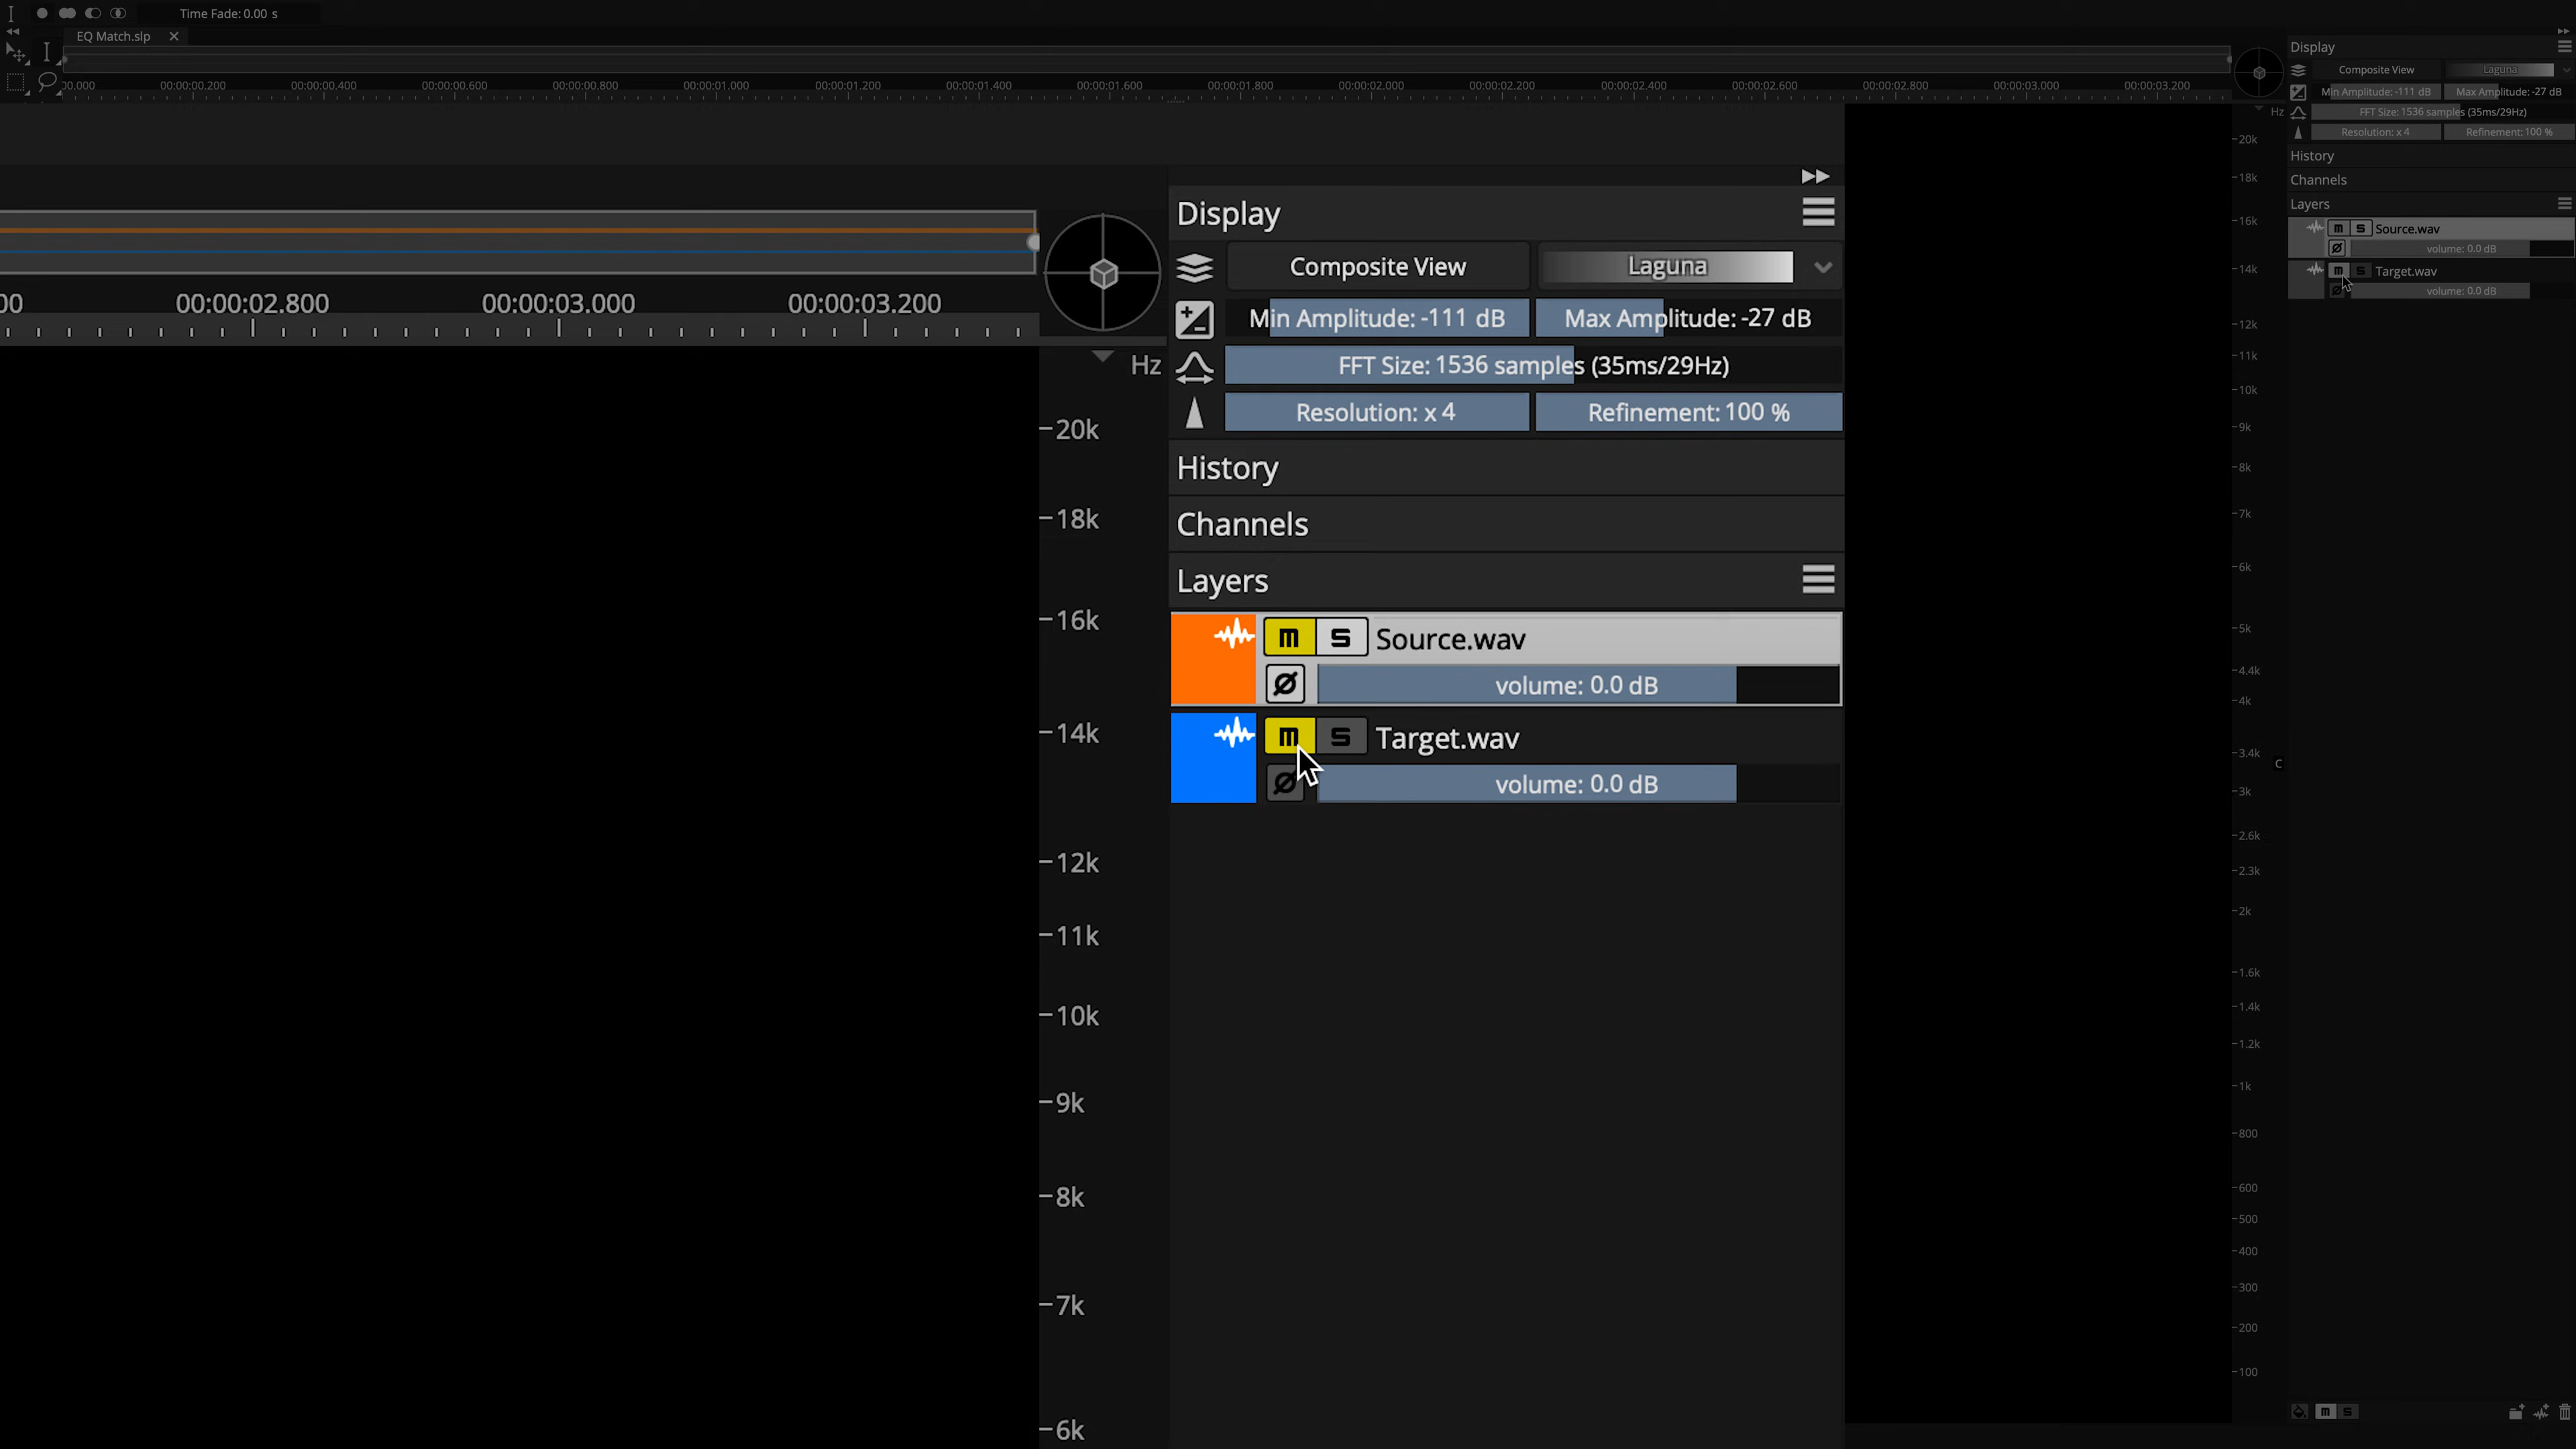 Time Fade: 0.00 s
EQ Match.slp
00.000 00:00:00.200 00:00:00.400 00:00:00.600 00:00:00.800 00:00:01.000 00:00:01.200 00:00:01.400 00:00:01.600 00:00:01.800 00:00:02.000 00:00:02.200 00:00:02.400 00:00:02.600 00:00:02.800 00:00:03.000 00:00:03.200
00 00:00:02.800 00:00:03.000 00:00:03.200
Hz
20k
18k
16k
14k
12k
11k
10k
9k
8k
7k
6k
Display
Composite View Laguna
Min Amplitude: -111 dB Max Amplitude: -27 dB
FFT Size: 1536 samples (35ms/29Hz)
Resolution: x 4 Refinement: 100 %
History
Channels
Layers
m S Source.wav
Ø volume: 0.0 dB
m S Target.wav
Ø volume: 0.0 dB
Hz
20k
18k
16k
14k
12k
11k
10k
9k
8k
7k
6k
5k
4.4k
4k
3.4k
C
3k
2.6k
2.3k
2k
1.6k
1.4k
1.2k
1k
800
600
500
400
300
200
100
Display
Composite View Laguna
Min Amplitude: -111 dB Max Amplitude: -27 dB
FFT Size: 1536 samples (35ms/29Hz)
Resolution: x 4 Refinement: 100 %
History
Channels
Layers
m S Source.wav
Ø volume: 0.0 dB
m S Target.wav
Ø volume: 0.0 dB
m S